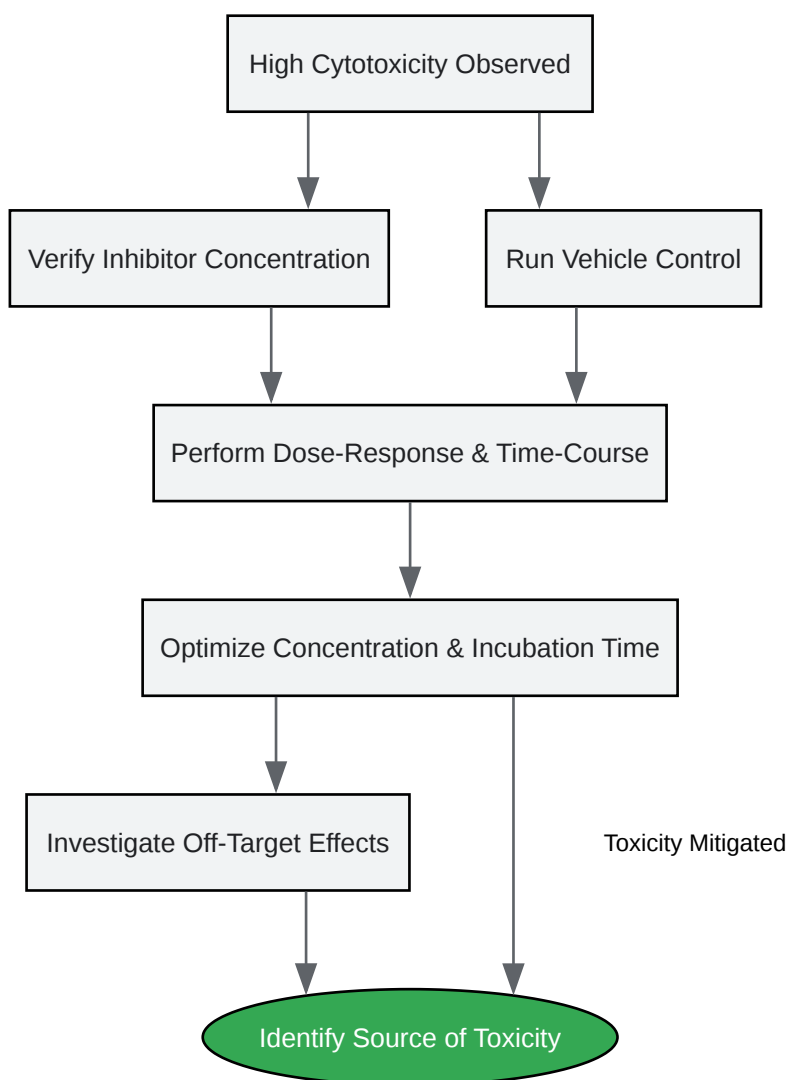 High Cytotoxicity Observed
Verify Inhibitor Concentration
Run Vehicle Control
Perform Dose-Response & Time-Course
Optimize Concentration & Incubation Time
Investigate Off-Target Effects
Toxicity Mitigated
Identify Source of Toxicity